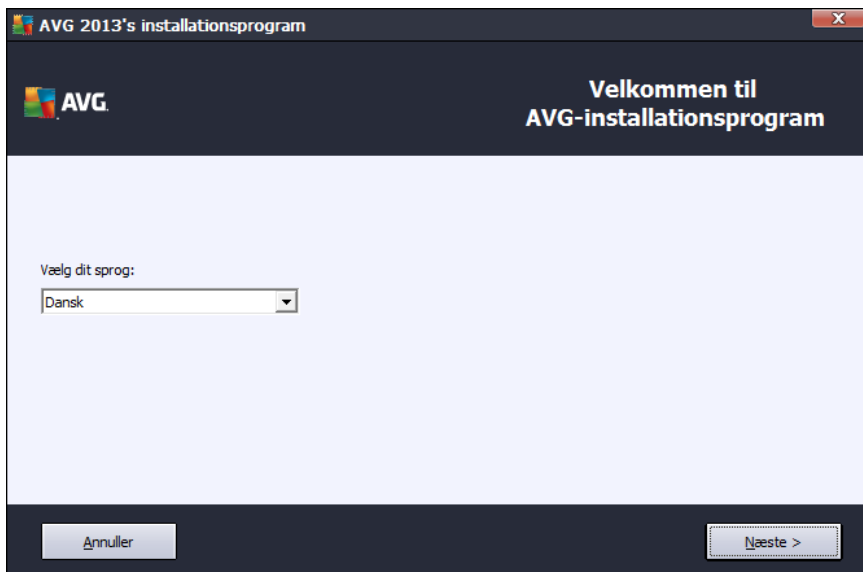 AVG 2013's installationsprogram
X
AVG.
Velkommen til
AVG-installationsprogram
Vælg dit sprog:
Dansk
Annuller
Næste >